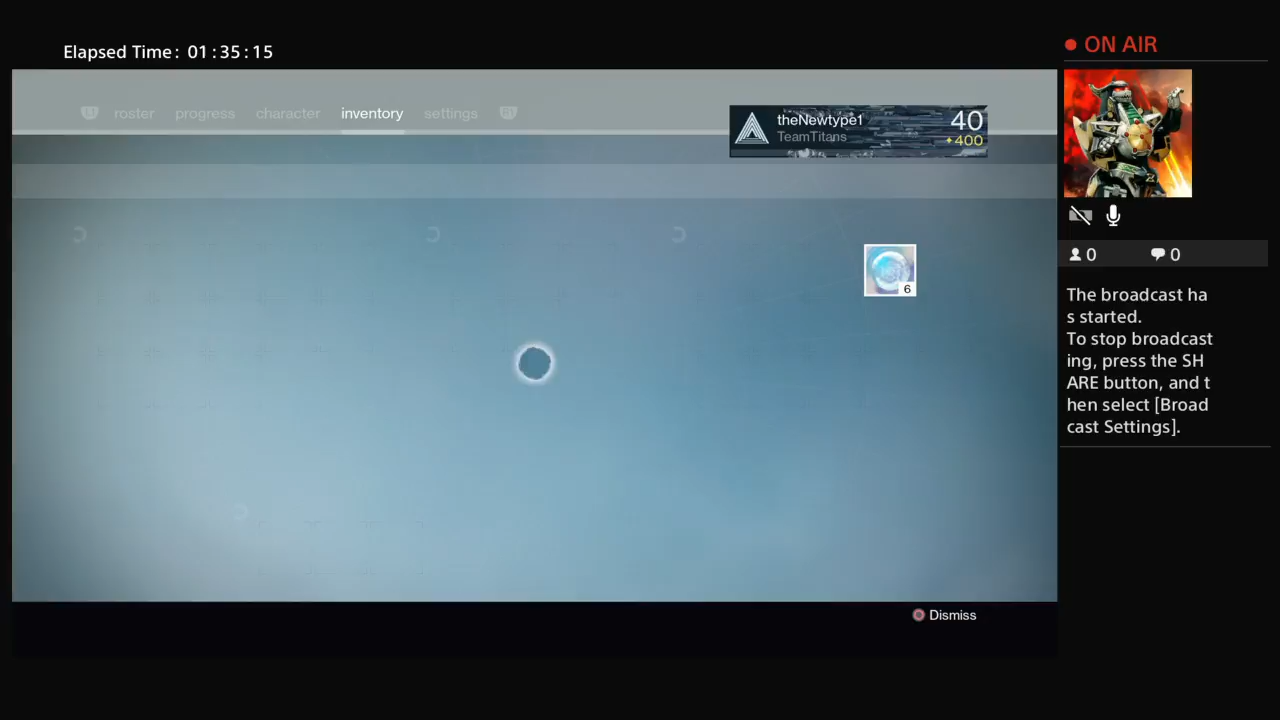 Elapsed Time: 01:35:15
ON AIR
L1 roster progress character inventory settings R1
theNewtype1 40
TeamTitans +400
0 0
6
The broadcast ha
s started.
To stop broadcast
ing, press the SH
ARE button, and t
hen select [Broad
cast Settings].
Dismiss